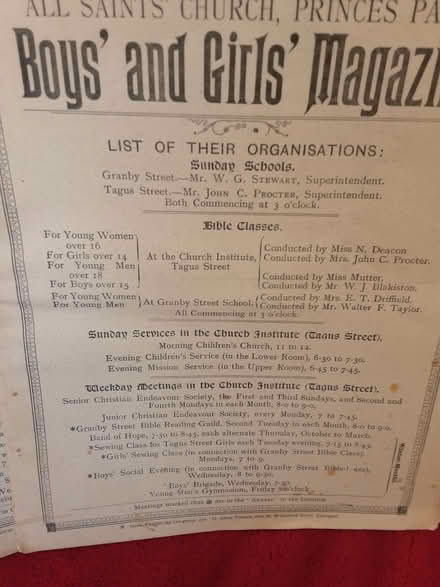 ALL SAINTS' CHURCH, PRINCES PA
Boys' and Girls' Magazi
LIST OF THEIR ORGANISATIONS:
Sunday Schools.
Granby Street.—Mr. W. G. STEWART, Superintendent.
Tagus Street.—Mr. JOHN C. PROCTER, Superintendent.
Both Commencing at 3 o'clock.
Bible Classes.
For Young Women over 16
For Girls over 14
For Young Men over 18
For Boys over 15
At the Church Institute, Tagus Street
Conducted by Miss N. Deacon
Conducted by Mrs. John C. Procter.
Conducted by Miss Mutter.
Conducted by Mr. W. J. Blakiston.
For Young Women
For Young Men
At Granby Street School.
Conducted by Mrs. E. T. Driffield.
Conducted by Mr. Walter F. Taylor.
All Commencing at 3 o'clock.
Sunday Services in the Church Institute (Tagus Street).
Morning Children's Church, 11 to 12.
Evening Children's Service (in the Lower Room), 6-30 to 7-30.
Evening Mission Service (in the Upper Room), 6-45 to 7-45.
Weekday Meetings in the Church Institute (Tagus Street).
Senior Christian Endeavour Society, the First and Third Sundays, and Second and
Fourth Mondays in each Month, 8-0 to 9-0.
Junior Christian Endeavour Society, every Monday, 7 to 7-45.
*Granby Street Bible Reading Guild, Second Tuesday in each Month, 8-0 to 9-0.
Band of Hope, 7-30 to 8-45, each alternate Thursday, October to March.
*Sewing Class for Tagus Street Girls each Tuesday evening, 7-15 to 8-45.
*Girls' Sewing Class (in connection with Granby Street Bible Class),
Mondays, 7 to 9.
*Boys' Social Evening (in connection with Granby Street Bible Class),
Wednesday, 8 to 9-30.
Boys' Brigade, Wednesday,
Young Men's Gymnasium, Friday
Meetings marked thus * are in the